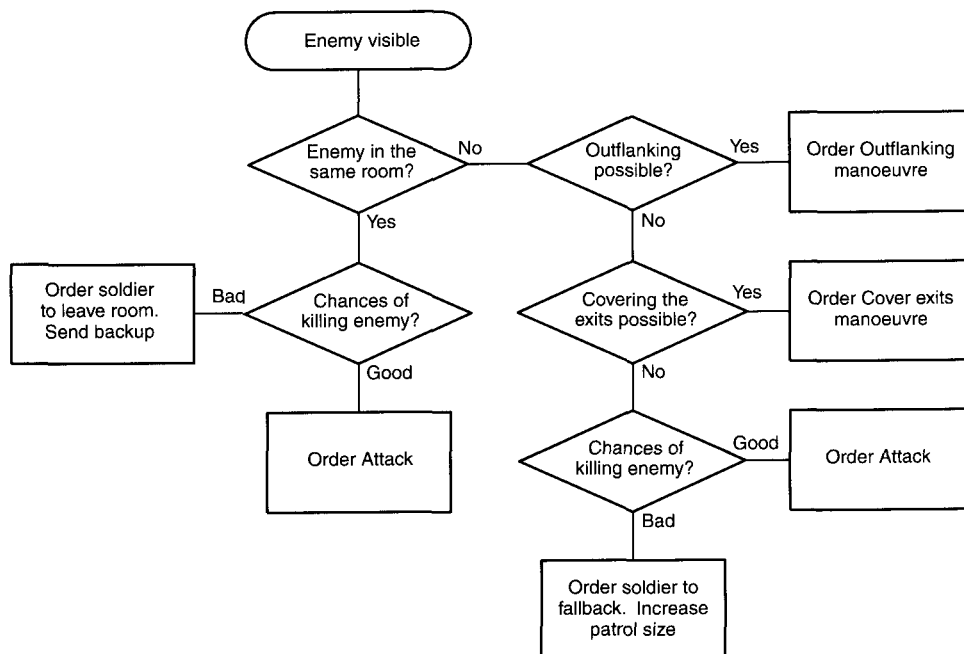 Enemy visible
Enemy in the
same room?
No
Outflanking
possible?
Yes
Order Outflanking
manoeuvre
Yes
No
Order soldier
to leave room.
Send backup
Bad
Chances of
killing enemy?
Covering the
exits possible?
Yes
Order Cover exits
manoeuvre
Good
No
Order Attack
Chances of
killing enemy?
Good
Order Attack
Bad
Order soldier to
fallback. Increase
patrol size